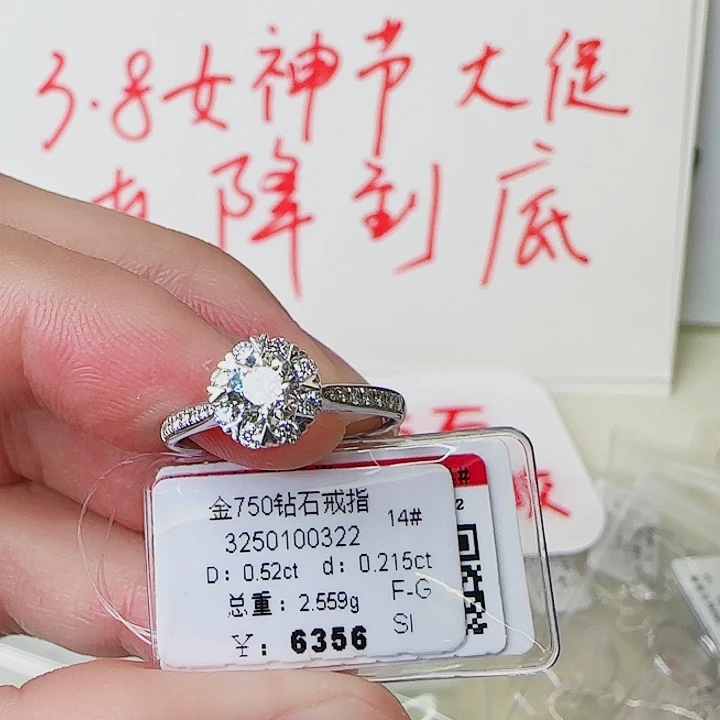 3.8女神节大促
直降到底
金750钻石戒指
14#
3250100322
D: 0.52ct d: 0.215ct
总重: 2.559g
F-G
SI
¥: 6356